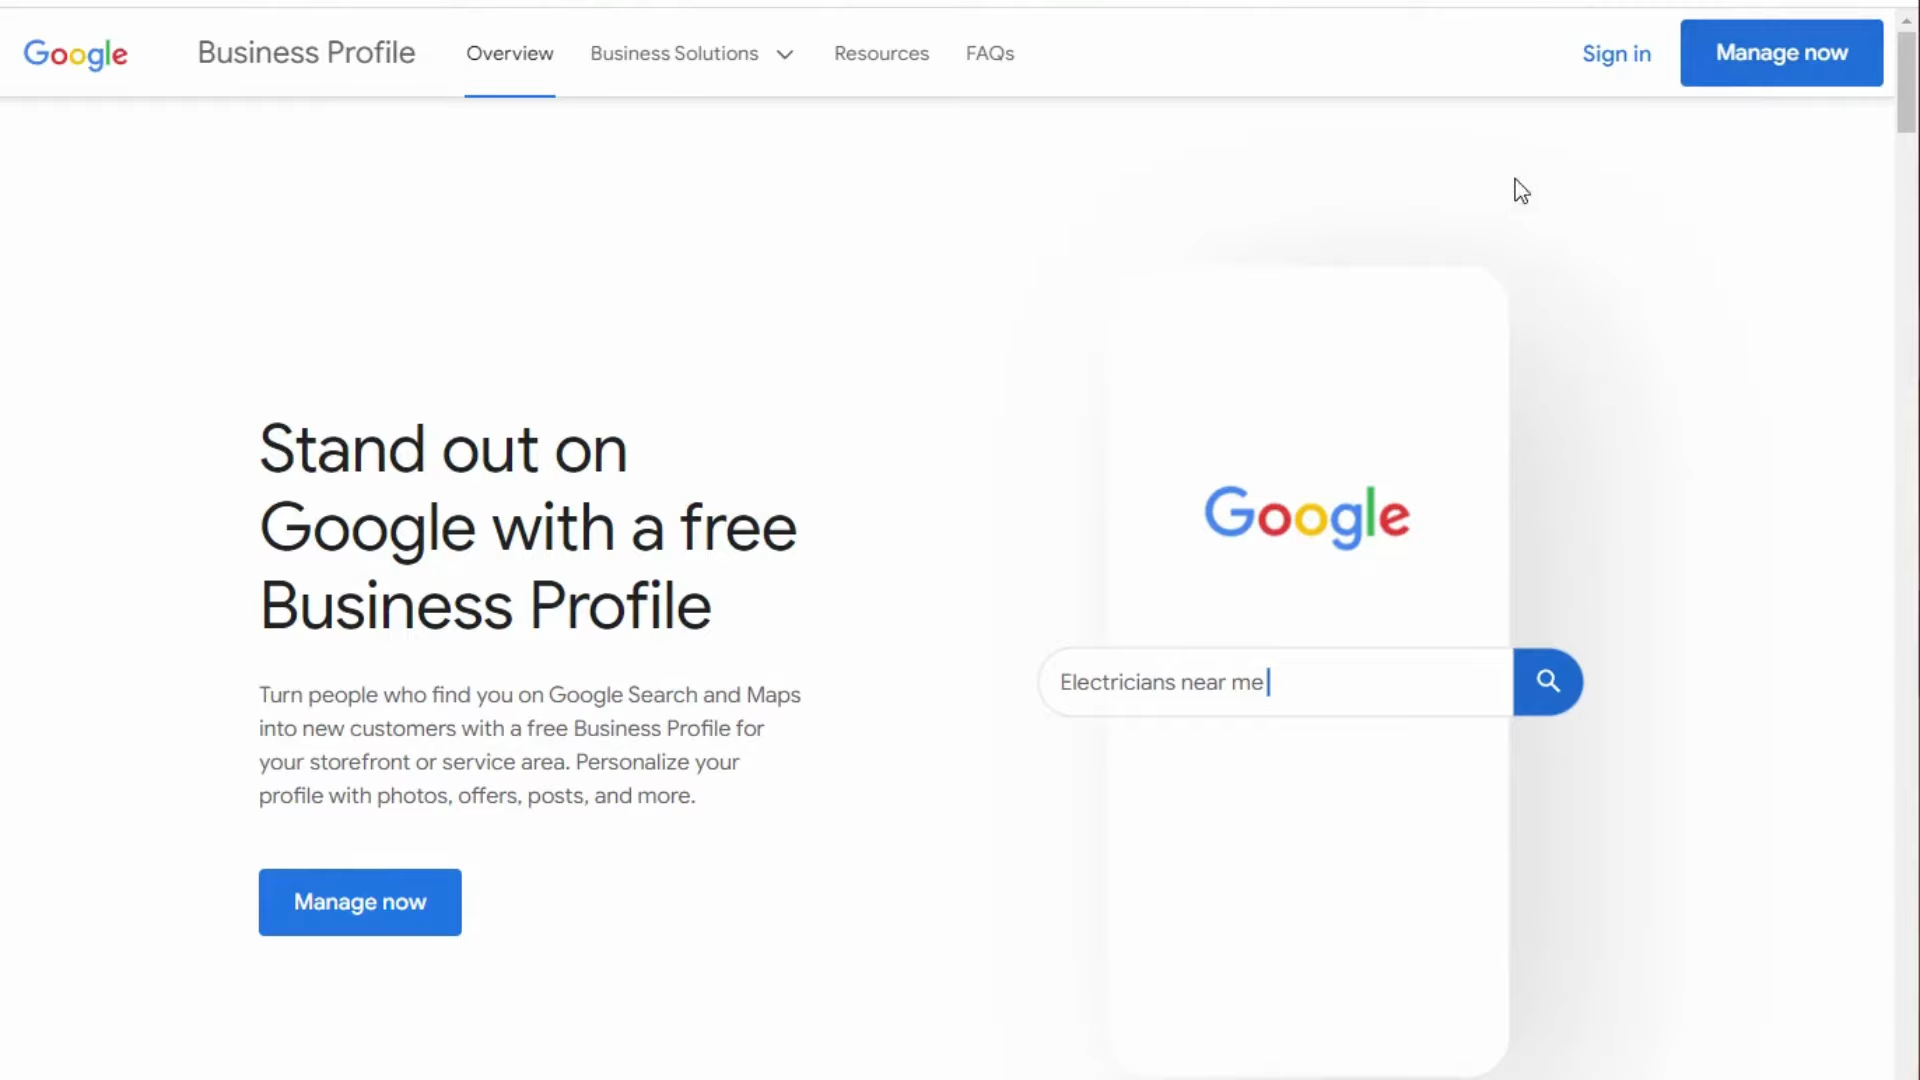 Google Business Profile Overview Business Solutions Resources FAQs Sign in Manage now
Stand out on
Google with a free
Business Profile
Turn people who find you on Google Search and Maps
into new customers with a free Business Profile for
your storefront or service area. Personalize your
profile with photos, offers, posts, and more.
Manage now
Google
Electricians near me